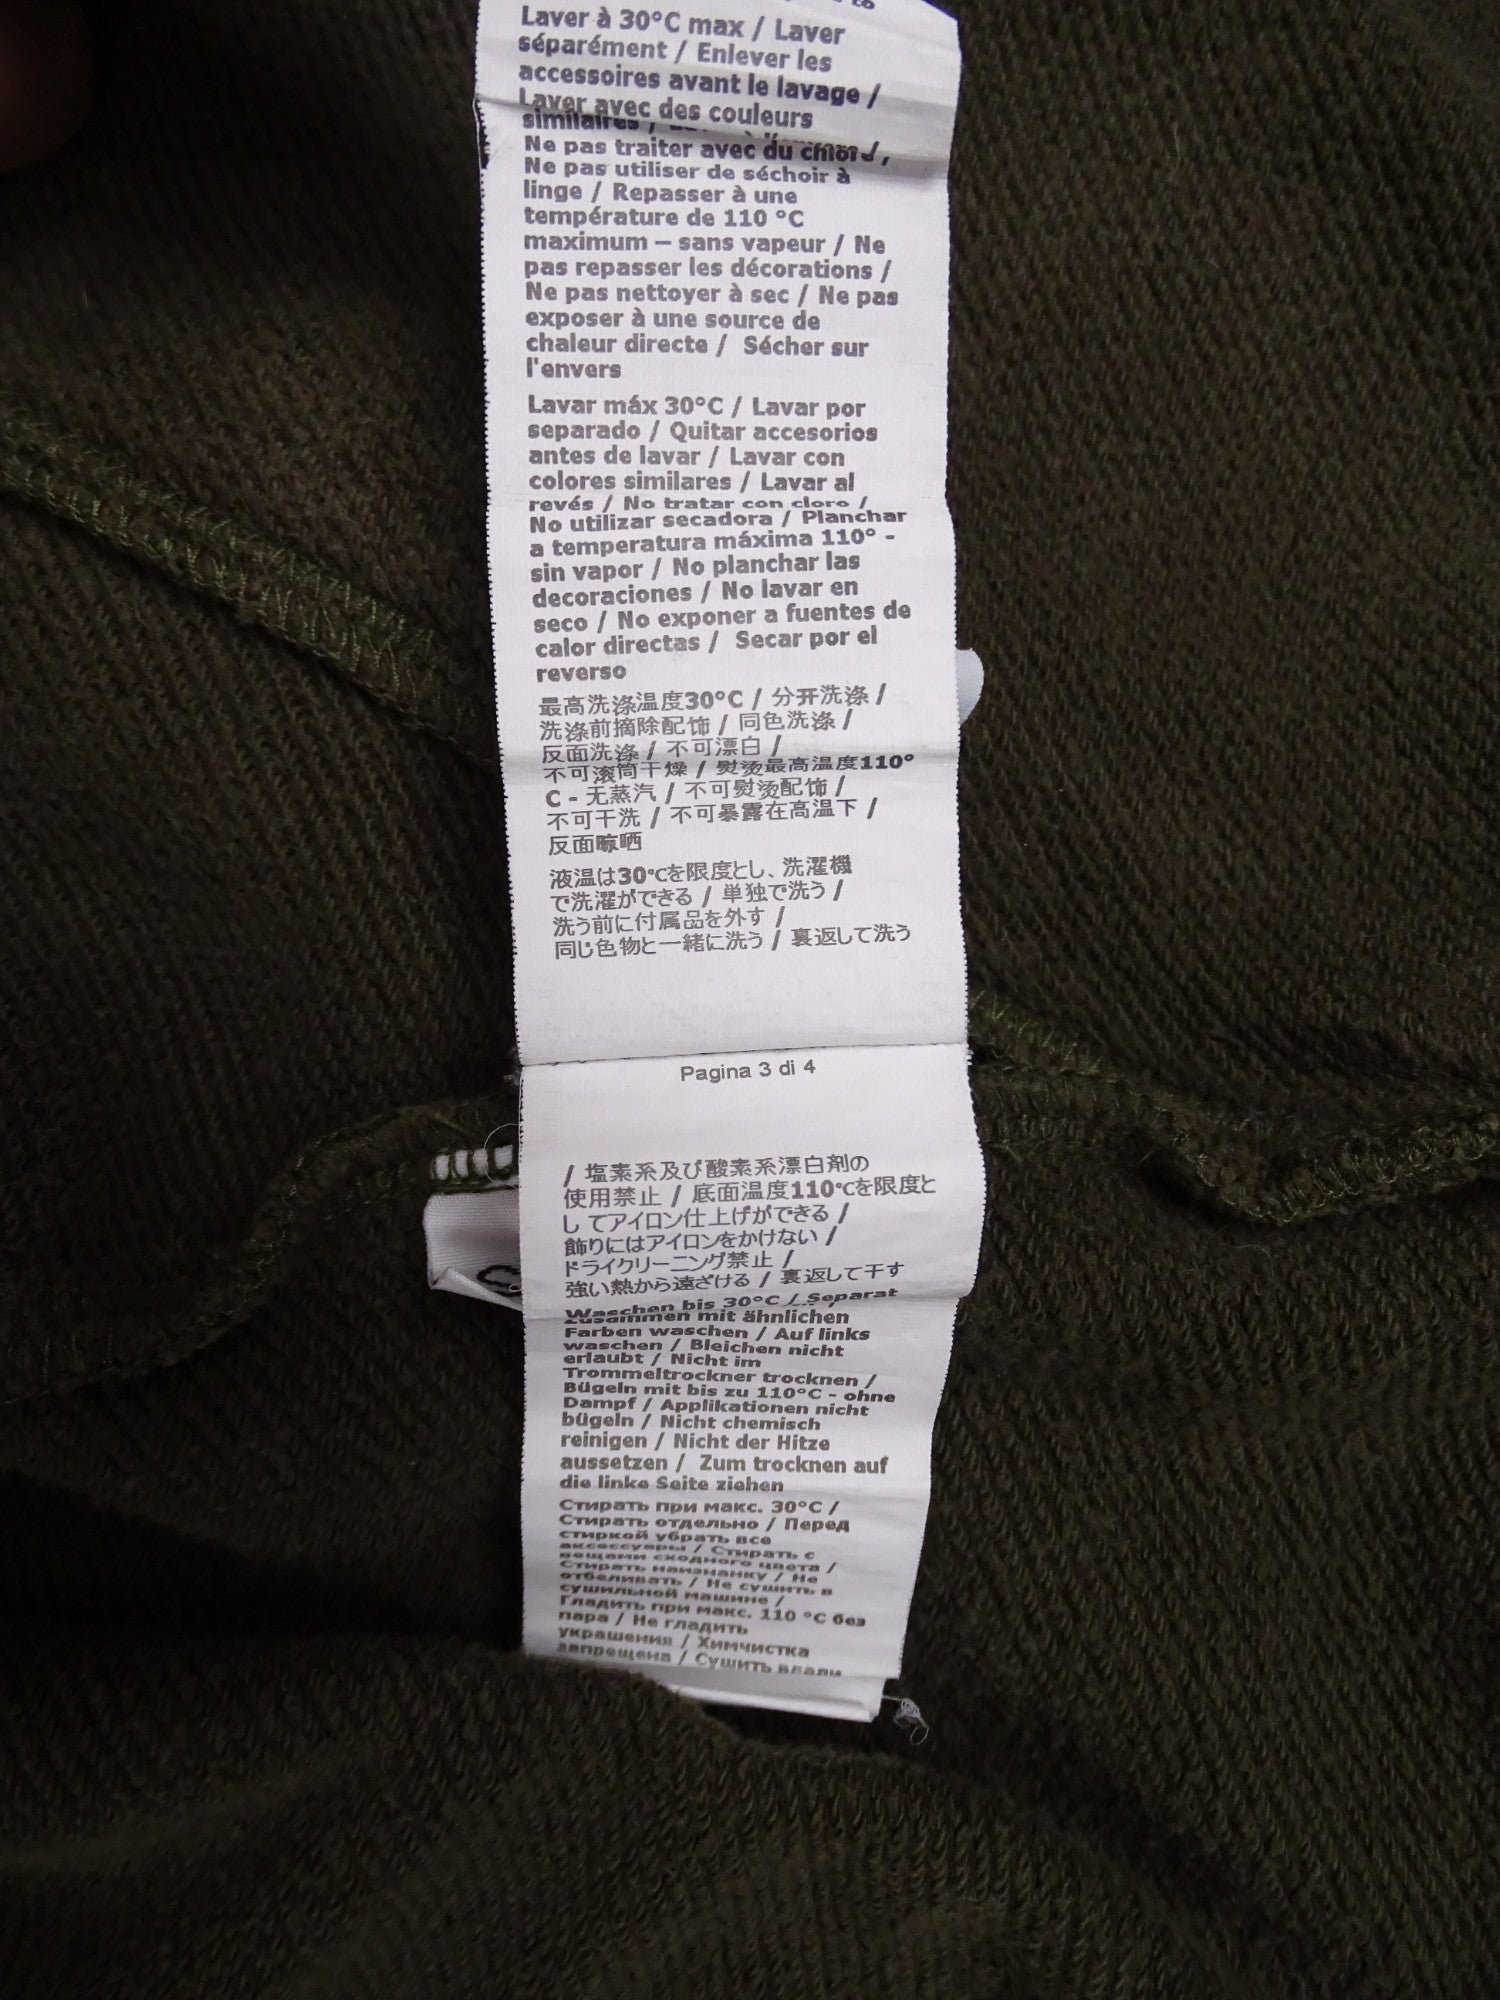 Laver à 30°C max / Laver
séparément / Enlever les
accessoires avant le lavage /
Laver avec des couleurs
similaires /
Ne pas traiter avec du chlore /
Ne pas utiliser de séchoir à
linge / Repasser à une
température de 110 °C
maximum – sans vapeur / Ne
pas repasser les décorations /
Ne pas nettoyer à sec / Ne pas
exposer à une source de
chaleur directe / Sécher sur
l'envers
Lavar máx 30°C / Lavar por
separado / Quitar accesorios
antes de lavar / Lavar con
colores similares / Lavar al
revés / No tratar con cloro /
No utilizar secadora / Planchar
a temperatura máxima 110° -
sin vapor / No planchar las
decoraciones / No lavar en
seco / No exponer a fuentes de
calor directas / Secar por el
reverso
最高洗涤温度30°C / 分开洗涤 /
洗涤前摘除配饰 / 同色洗涤 /
反面洗涤 / 不可漂白 /
不可滚筒干燥 / 熨烫最高温度110°
C - 无蒸汽 / 不可熨烫配饰 /
不可干洗 / 不可暴露在高温下 /
反面晾晒
液温は30℃を限度とし、洗濯機
で洗濯ができる / 単独で洗う /
洗う前に付属品を外す /
同じ色物と一緒に洗う / 裏返して洗う
Pagina 3 di 4
/ 塩素系及び酸素系漂白剤の
使用禁止 / 底面温度110℃を限度と
し てアイロン仕上げができる /
飾りにはアイロンをかけない /
ドライクリーニング禁止 /
強い熱から遠ざける / 裏返して干す
Waschen bis 30°C / Separat
Zusammen mit ähnlichen
Farben waschen / Auf links
waschen / Bleichen nicht
erlaubt / Nicht im
Trommeltrockner trocknen /
Bügeln mit bis zu 110°C - ohne
Dampf / Applikationen nicht
bügeln / Nicht chemisch
reinigen / Nicht der Hitze
aussetzen / Zum trocknen auf
die linke Seite ziehen
Стирать при макс. 30°C /
Стирать отдельно / Перед
стиркой убрать все
аксессуары / Стирать с
вещами сходного цвета /
Стирать наизнанку / Не
отбеливать / Не сушить в
сушильной машине /
Гладить при макс. 110 °C без
пара / Не гладить
украшения / Химчистка
запрещена / Сушить вдали